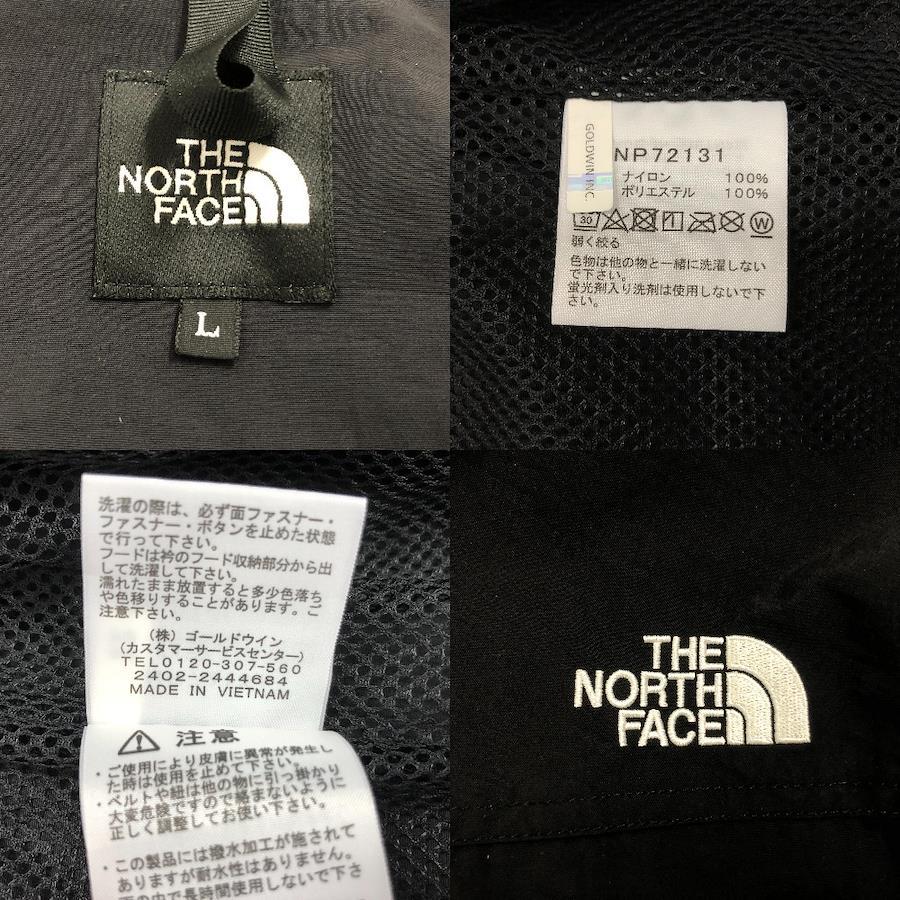 THE
NORTH
FACE
L
GOLDWIN INC.
NP72131
ナイロン 100%
ポリエステル 100%
30
W
弱く絞る
色物は他の物と一緒に洗濯しない
で下さい。
蛍光剤入り洗剤は使用しないで下
さい。
洗濯の際は、必ず面ファスナー・
ファスナー・ボタンを止めた状態
で行って下さい。
フードは衿のフード収納部分から出
して洗濯して下さい。
濡れたまま放置すると多少色落ち
や色移りすることがあります。ご
注意下さい。
(株) ゴールドウイン
(カスタマーサービスセンター)
TEL0120-307-560
2402-2444684
MADE IN VIETNAM
注意
・ご使用により皮膚に異常が発生し
た時は使用を止めて下さい。
・ベルトや紐は他の物に引っ掛かり
大変危険ですので絡まないように
正しく調整してお使い下さい。
・この製品には撥水加工が施されて
ありますが耐水性はありません。
雨の中で長時間使用しないで下さ
THE
NORTH
FACE